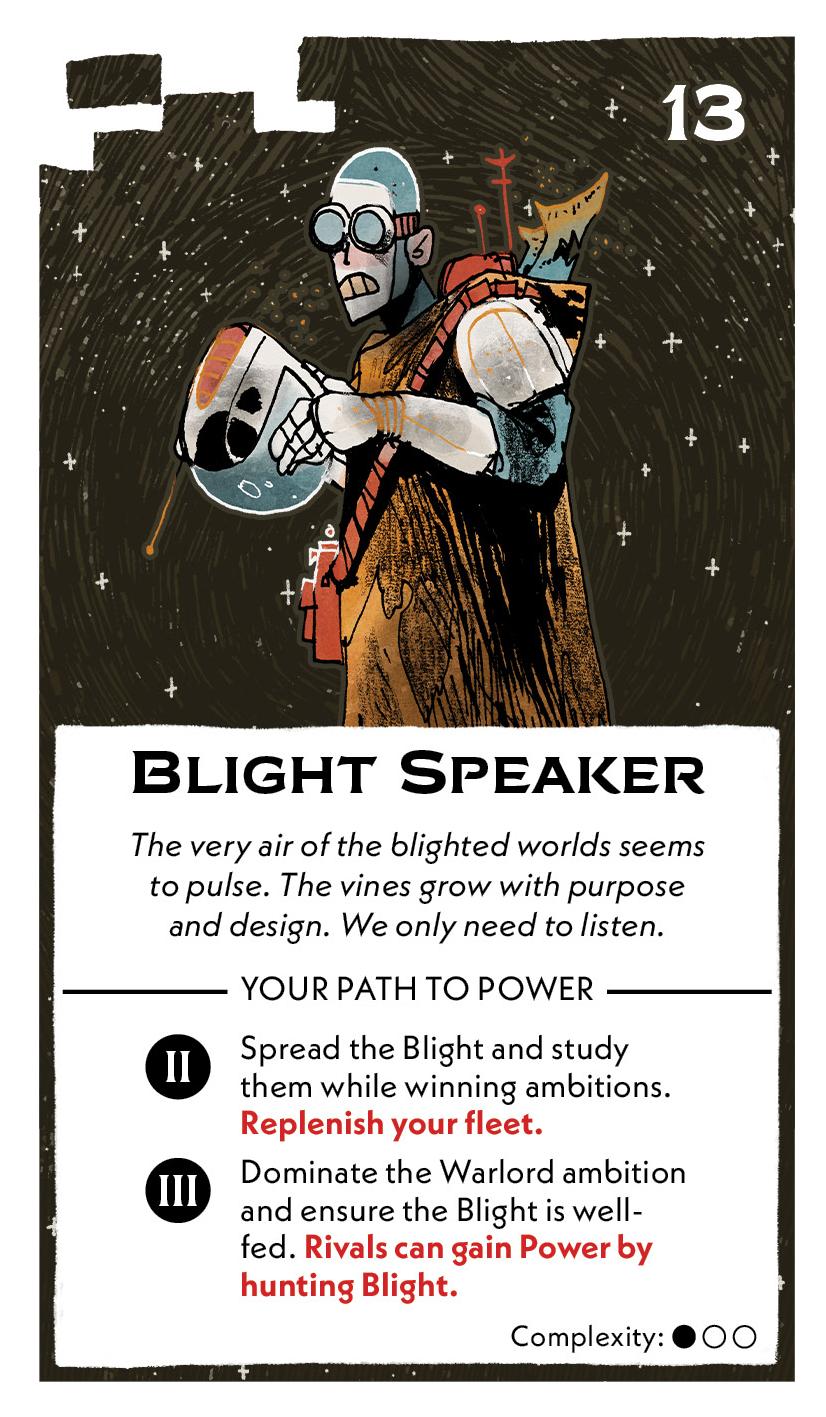 13
Blight Speaker
The very air of the blighted worlds seems
to pulse. The vines grow with purpose
and design. We only need to listen.
YOUR PATH TO POWER
II Spread the Blight and study
them while winning ambitions.
Replenish your fleet.
III Dominate the Warlord ambition
and ensure the Blight is well-
fed. Rivals can gain Power by
hunting Blight.
Complexity: ●○○